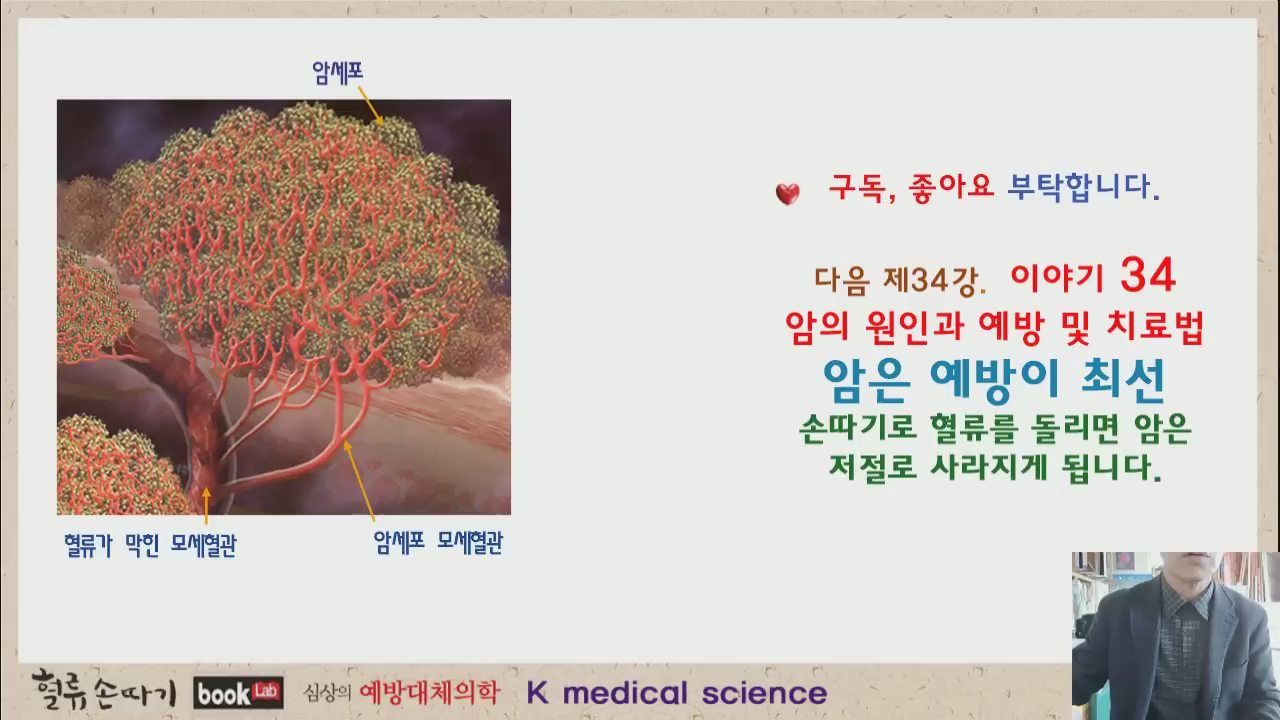 암세포
혈류가 막힌 모세혈관
암세포 모세혈관
구독, 좋아요 부탁합니다.
다음 제34강. 이야기 34
암의 원인과 예방 및 치료법
암은 예방이 최선
손따기로 혈류를 돌리면 암은
저절로 사라지게 됩니다.
혈류손따기 book Lab 심상의 예방대체의학 K medical science